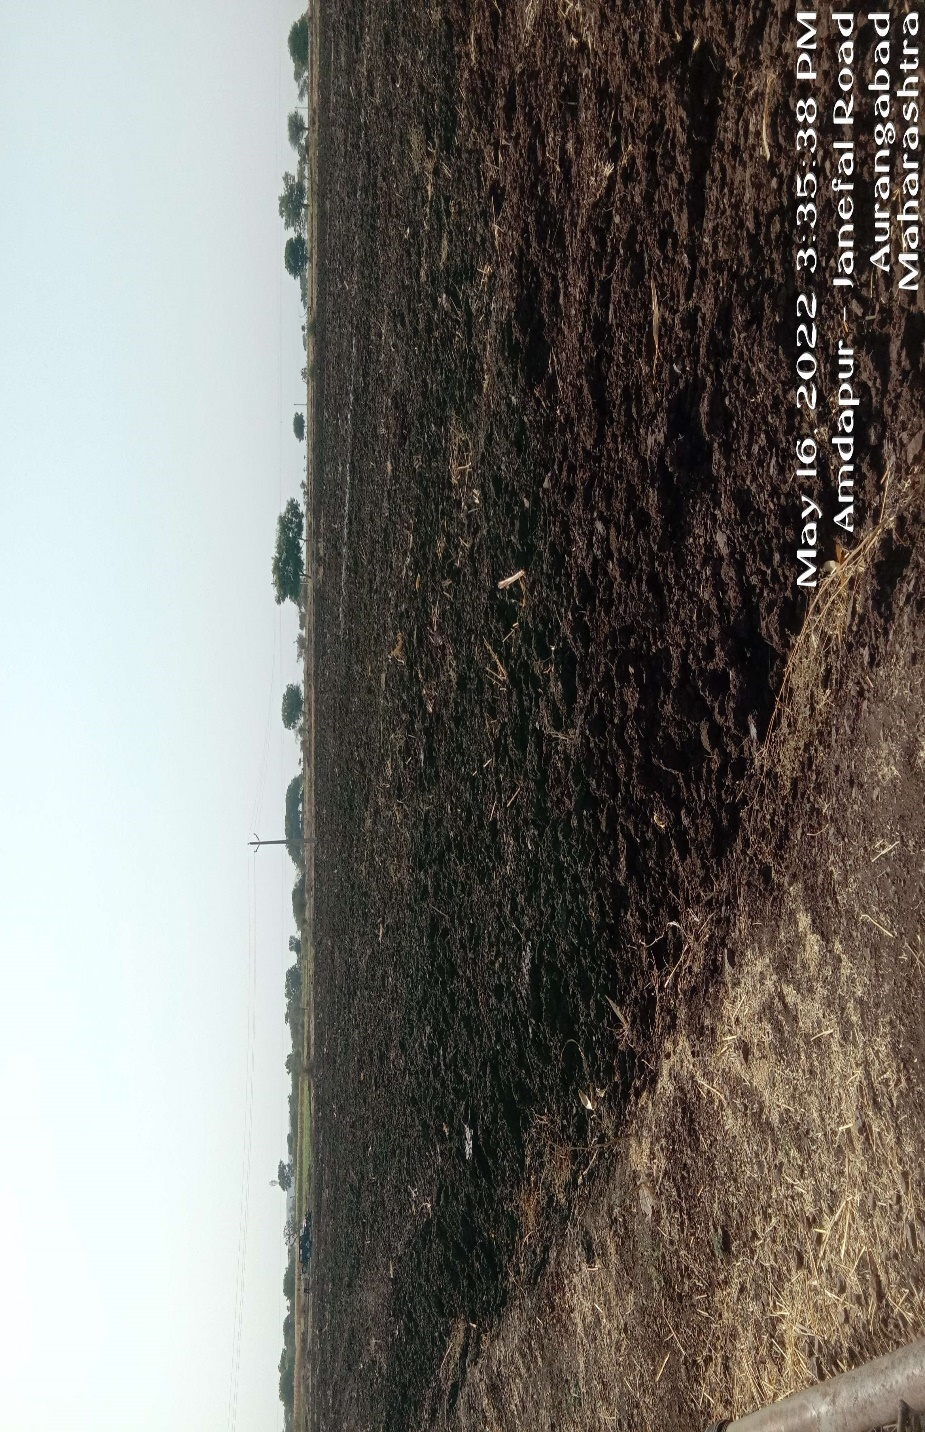 May 16, 2022 3:35:38 PM
Amdapur - Janefal Road
Aurangabad
Maharashtra